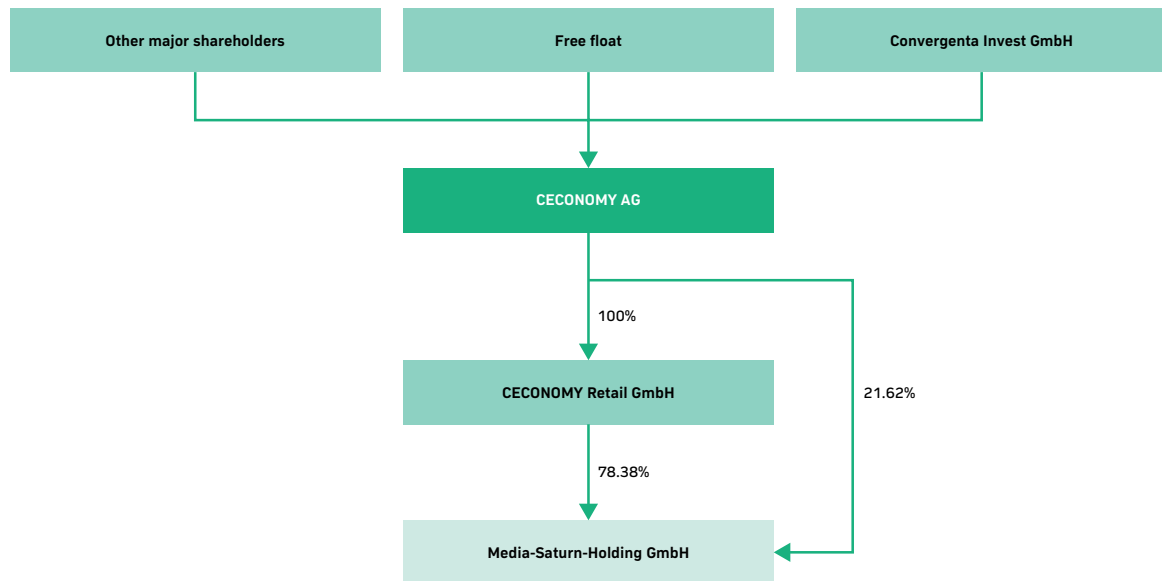 Other major shareholders
Free float
Convergenta Invest GmbH
CECONOMY AG
100%
CECONOMY Retail GmbH
21.62%
78.38%
Media-Saturn-Holding GmbH